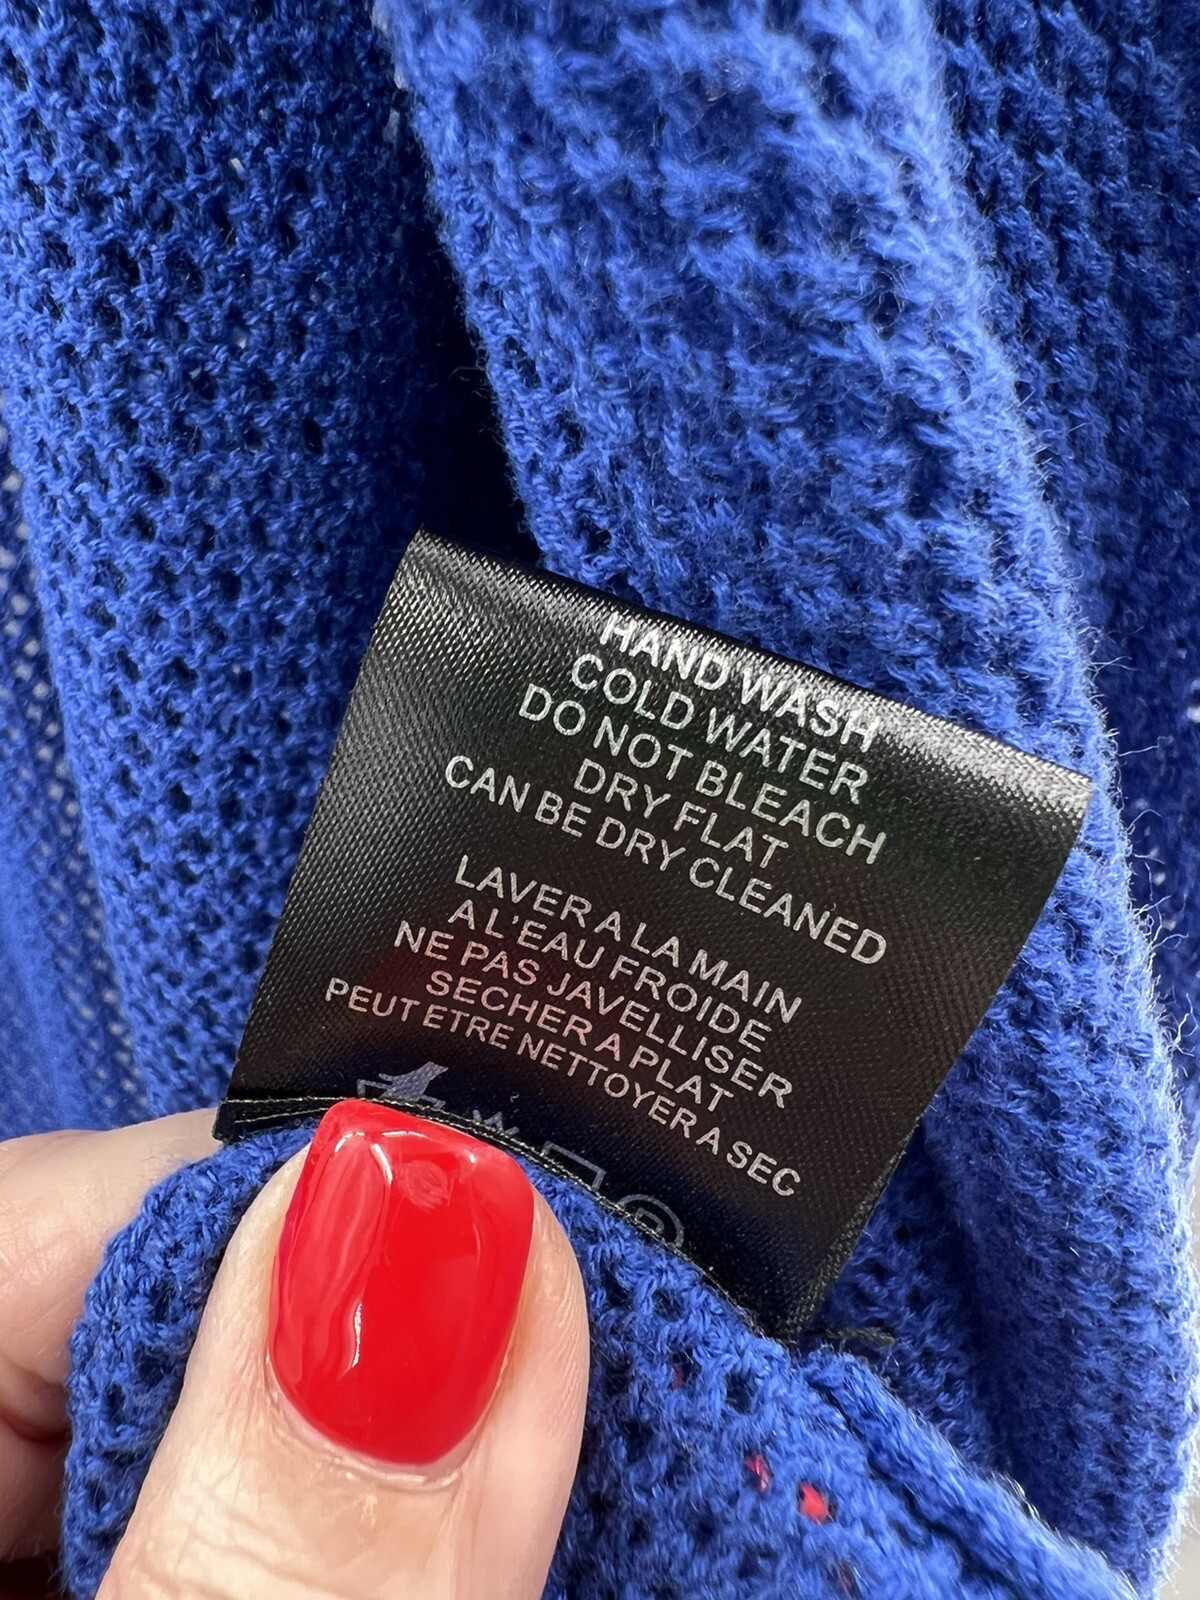 HAND WASH
COLD WATER
DO NOT BLEACH
DRY FLAT
CAN BE DRY CLEANED
LAVER A LA MAIN
A L'EAU FROIDE
NE PAS JAVELLISER
SECHER A PLAT
PEUT ETRE NETTOYER A SEC